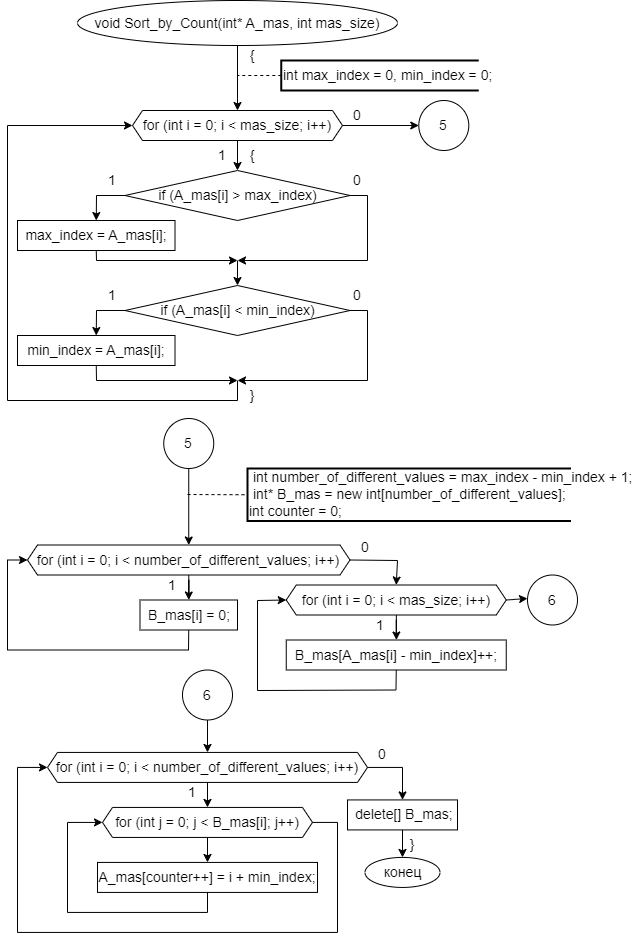 void Sort_by_Count(int* A_mas, int mas_size)
{
int max_index = 0, min_index = 0;
for (int i = 0; i < mas_size; i++)
0
5
1
{
1
if (A_mas[i] > max_index)
0
max_index = A_mas[i];
1
if (A_mas[i] < min_index)
0
min_index = A_mas[i];
}
5
int number_of_different_values = max_index - min_index + 1;
int* B_mas = new int[number_of_different_values];
int counter = 0;
for (int i = 0; i < number_of_different_values; i++)
0
1
B_mas[i] = 0;
for (int i = 0; i < mas_size; i++)
6
1
B_mas[A_mas[i] - min_index]++;
6
for (int i = 0; i < number_of_different_values; i++)
0
1
for (int j = 0; j < B_mas[i]; j++)
delete[] B_mas;
}
A_mas[counter++] = i + min_index;
конец